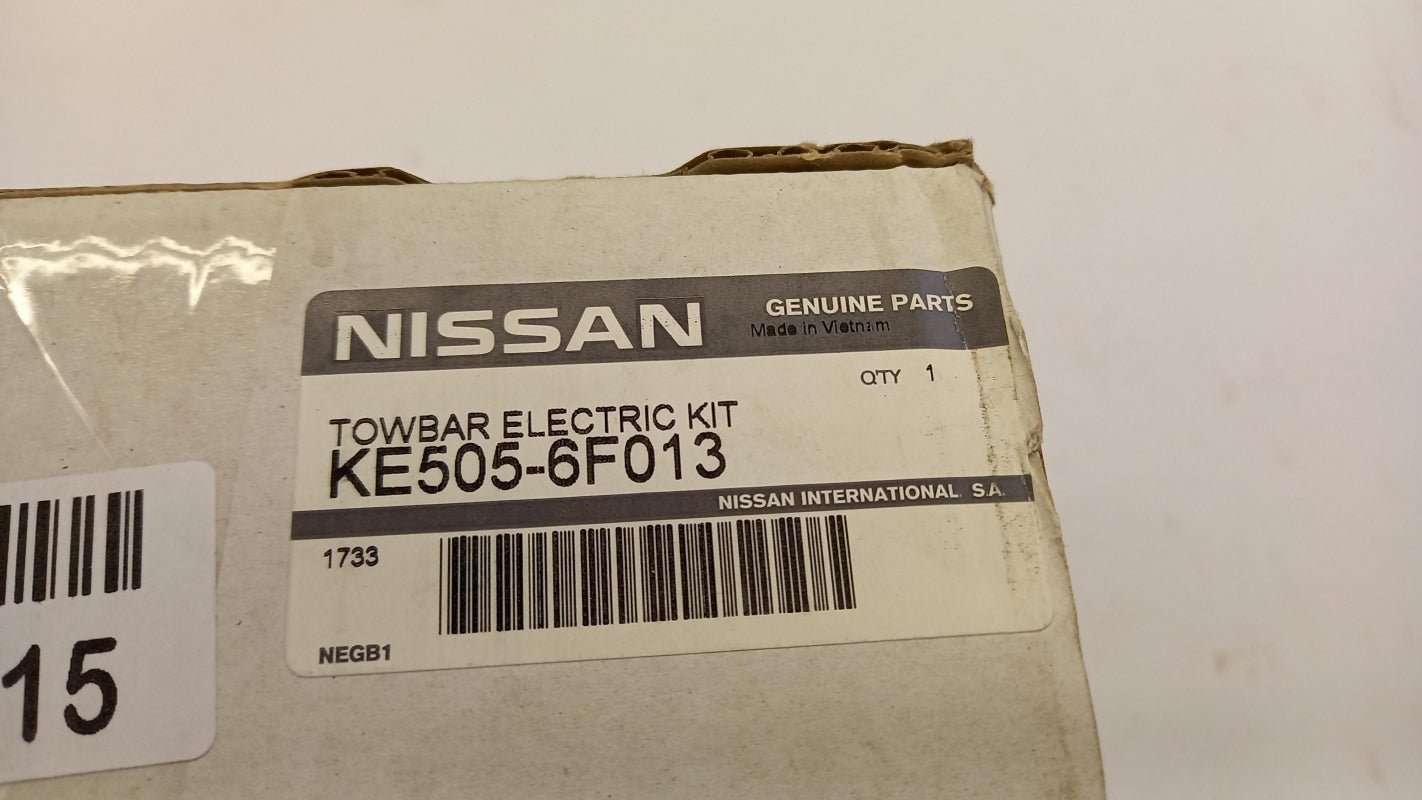 NISSAN
GENUINE PARTS
Made in Vietnam
QTY 1
TOWBAR ELECTRIC KIT
KE505-6F013
NISSAN INTERNATIONAL S.A.
1733
NEGB1
15